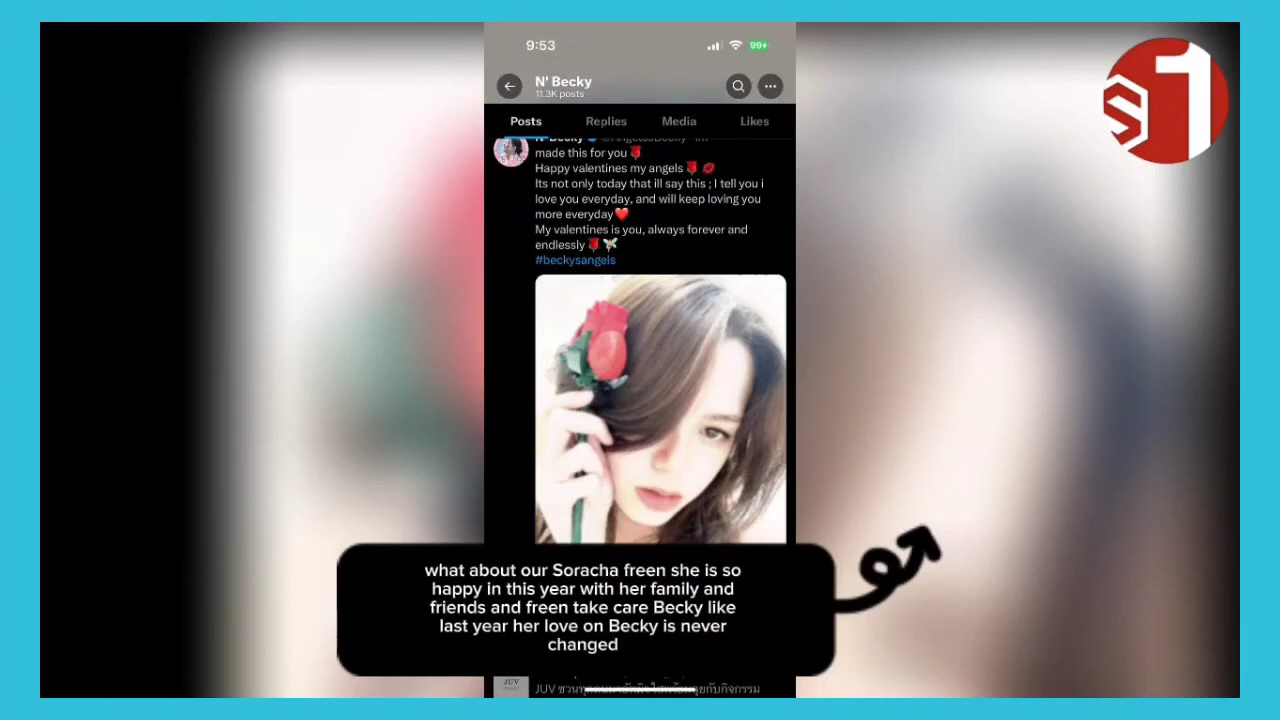 9:53
99+
N' Becky
11.3K posts
Posts
Replies
Media
Likes
made this for you🌹
Happy valentines my angels🌹 💋
Its not only today that ill say this ; I tell you i
love you everyday, and will keep loving you
more everyday❤️
My valentines is you, always forever and
endlessly🌹🧚
#beckysangels
what about our Soracha freen she is so
happy in this year with her family and
friends and freen take care Becky like
last year her love on Becky is never
changed
JUV
JUV